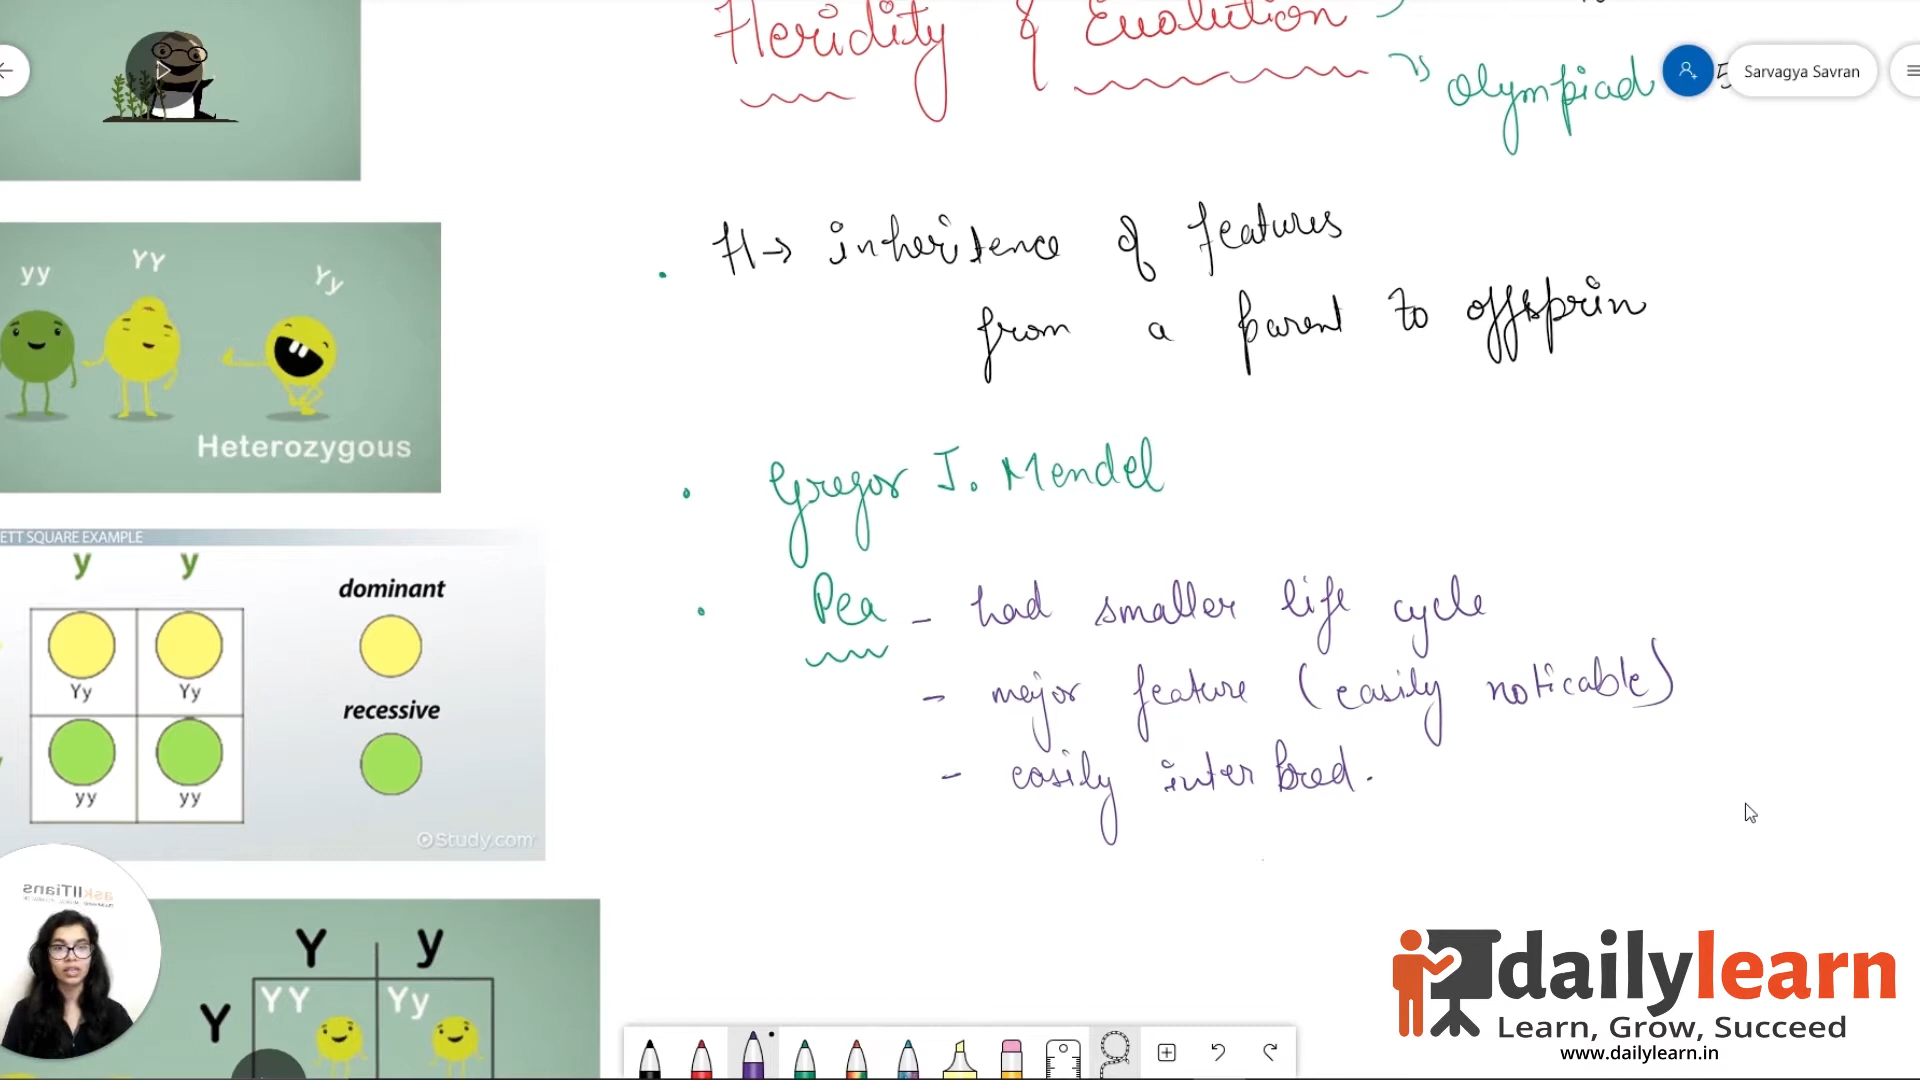 Heridity & Evolution
Olympiad
Sarvagya Savran
H → inheritence of features
from a parent to offsprin
yy
YY
Yy
Heterozygous
• Gregor J. Mendel
• Pea - had smaller life cycle
- major feature (easily noticable)
- easily inter bred.
ETT SQUARE EXAMPLE
y y
dominant
Yy Yy
recessive
yy yy
Study.com
askIITians
Y y
Y YY Yy
dailylearn
Learn, Grow, Succeed
www.dailylearn.in